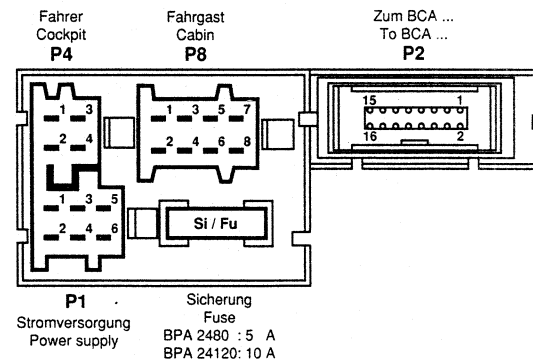 Fahrer
Cockpit
P4
Fahrgast
Cabin
P8
Zum BCA ...
To BCA ...
P2
1 3
2 4
1 3 5 7
2 4 6 8
15 1
16 2
1 3 5
2 4 6
Si / Fu
P1
Stromversorgung
Power supply
Sicherung
Fuse
BPA 2480 : 5 A
BPA 24120: 10 A